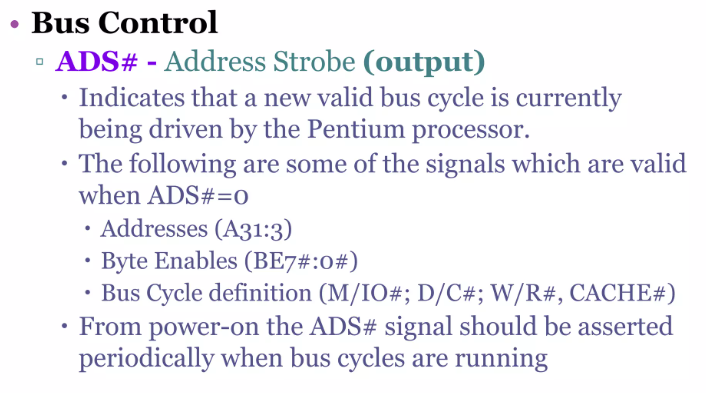 • Bus Control
▫ ADS# - Address Strobe (output)
• Indicates that a new valid bus cycle is currently
being driven by the Pentium processor.
• The following are some of the signals which are valid
when ADS#=0
• Addresses (A31:3)
• Byte Enables (BE7#:0#)
• Bus Cycle definition (M/IO#; D/C#; W/R#, CACHE#)
• From power-on the ADS# signal should be asserted
periodically when bus cycles are running